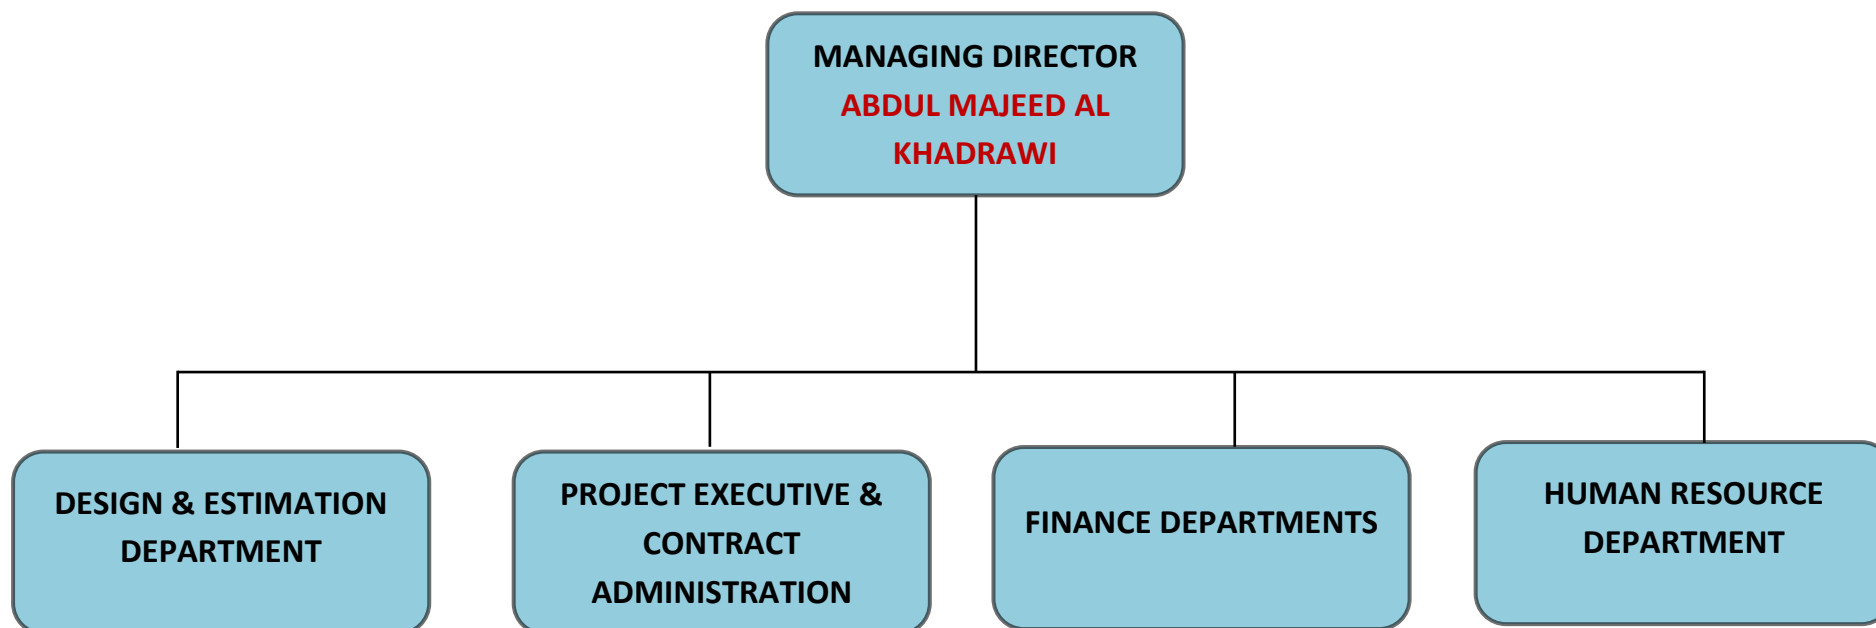 MANAGING DIRECTOR
ABDUL MAJEED AL
KHADRAWI
DESIGN & ESTIMATION
DEPARTMENT
PROJECT EXECUTIVE &
CONTRACT
ADMINISTRATION
FINANCE DEPARTMENTS
HUMAN RESOURCE
DEPARTMENT